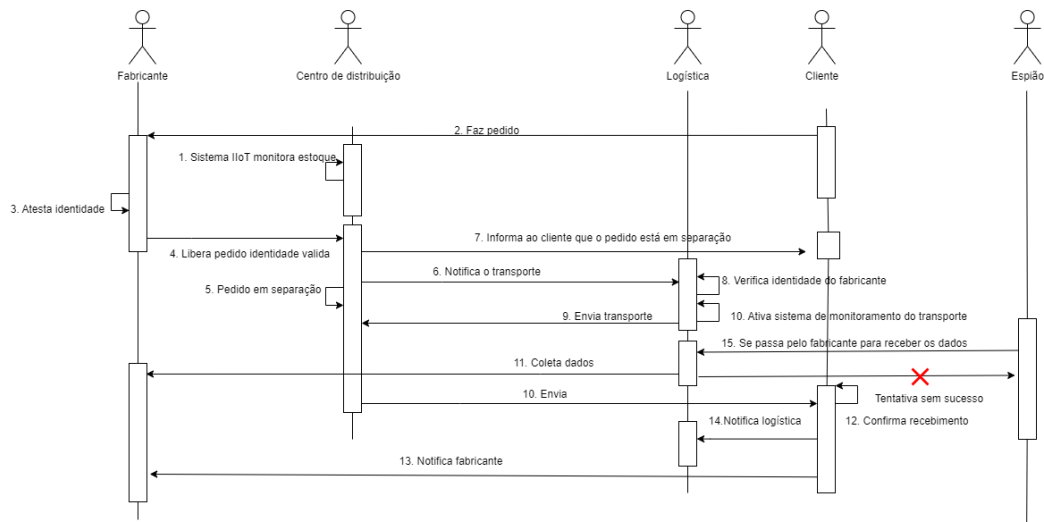 Fabricante
Centro de distribuição
Logística
Cliente
Espião
2. Faz pedido
1. Sistema IIoT monitora estoque
3. Atesta identidade
4. Libera pedido identidade valida
7. Informa ao cliente que o pedido está em separação
6. Notifica o transporte
8. Verifica identidade do fabricante
5. Pedido em separação
9. Envia transporte
10. Ativa sistema de monitoramento do transporte
15. Se passa pelo fabricante para receber os dados
11. Coleta dados
10. Envia
Tentativa sem sucesso
14.Notifica logística
12. Confirma recebimento
13. Notifica fabricante